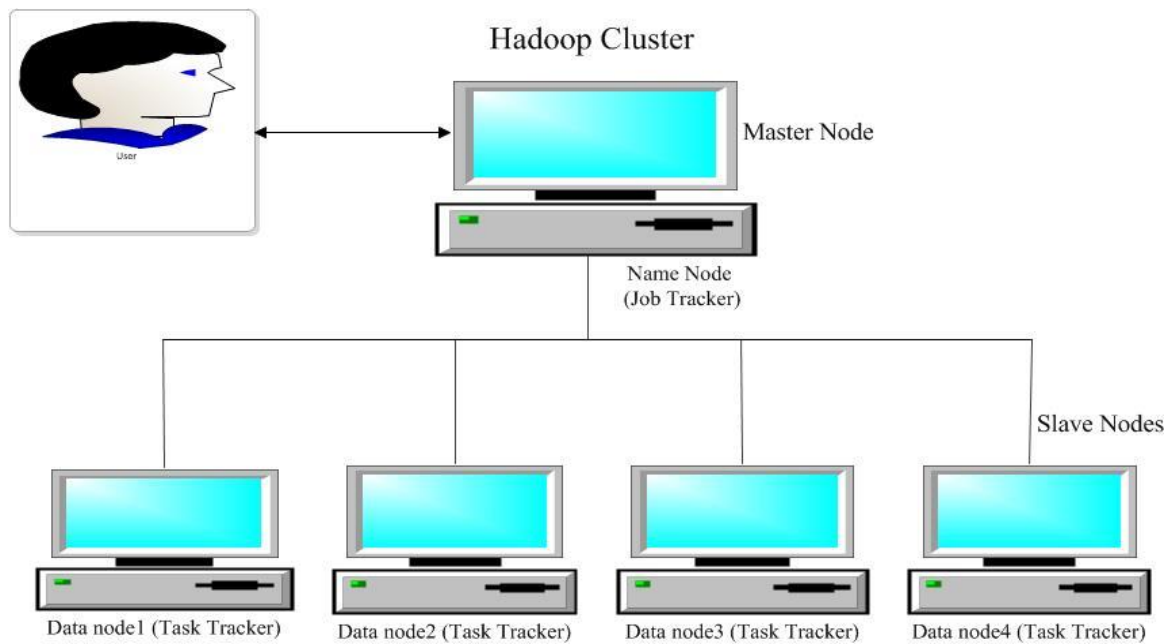 Hadoop Cluster
User
Master Node
Name Node
(Job Tracker)
Slave Nodes
Data node1 (Task Tracker)
Data node2 (Task Tracker)
Data node3 (Task Tracker)
Data node4 (Task Tracker)